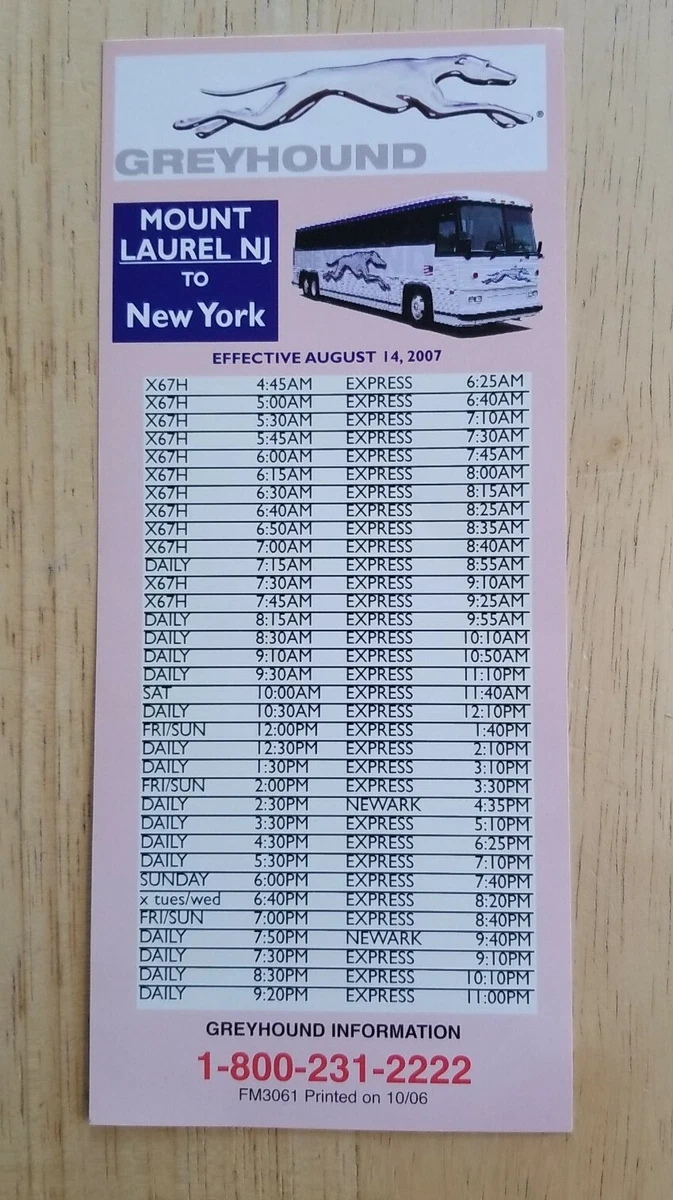 ®
GREYHOUND
MOUNT
LAUREL NJ
TO
New York
EFFECTIVE AUGUST 14, 2007
X67H 4:45AM EXPRESS 6:25AM
X67H 5:00AM EXPRESS 6:40AM
X67H 5:30AM EXPRESS 7:10AM
X67H 5:45AM EXPRESS 7:30AM
X67H 6:00AM EXPRESS 7:45AM
X67H 6:15AM EXPRESS 8:00AM
X67H 6:30AM EXPRESS 8:15AM
X67H 6:40AM EXPRESS 8:25AM
X67H 6:50AM EXPRESS 8:35AM
X67H 7:00AM EXPRESS 8:40AM
DAILY 7:15AM EXPRESS 8:55AM
X67H 7:30AM EXPRESS 9:10AM
X67H 7:45AM EXPRESS 9:25AM
DAILY 8:15AM EXPRESS 9:55AM
DAILY 8:30AM EXPRESS 10:10AM
DAILY 9:10AM EXPRESS 10:50AM
DAILY 9:30AM EXPRESS 11:10PM
SAT 10:00AM EXPRESS 11:40AM
DAILY 10:30AM EXPRESS 12:10PM
FRI/SUN 12:00PM EXPRESS 1:40PM
DAILY 12:30PM EXPRESS 2:10PM
DAILY 1:30PM EXPRESS 3:10PM
FRI/SUN 2:00PM EXPRESS 3:30PM
DAILY 2:30PM NEWARK 4:35PM
DAILY 3:30PM EXPRESS 5:10PM
DAILY 4:30PM EXPRESS 6:25PM
DAILY 5:30PM EXPRESS 7:10PM
SUNDAY 6:00PM EXPRESS 7:40PM
x tues/wed 6:40PM EXPRESS 8:20PM
FRI/SUN 7:00PM EXPRESS 8:40PM
DAILY 7:50PM NEWARK 9:40PM
DAILY 7:30PM EXPRESS 9:10PM
DAILY 8:30PM EXPRESS 10:10PM
DAILY 9:20PM EXPRESS 11:00PM
GREYHOUND INFORMATION
1-800-231-2222
FM3061 Printed on 10/06